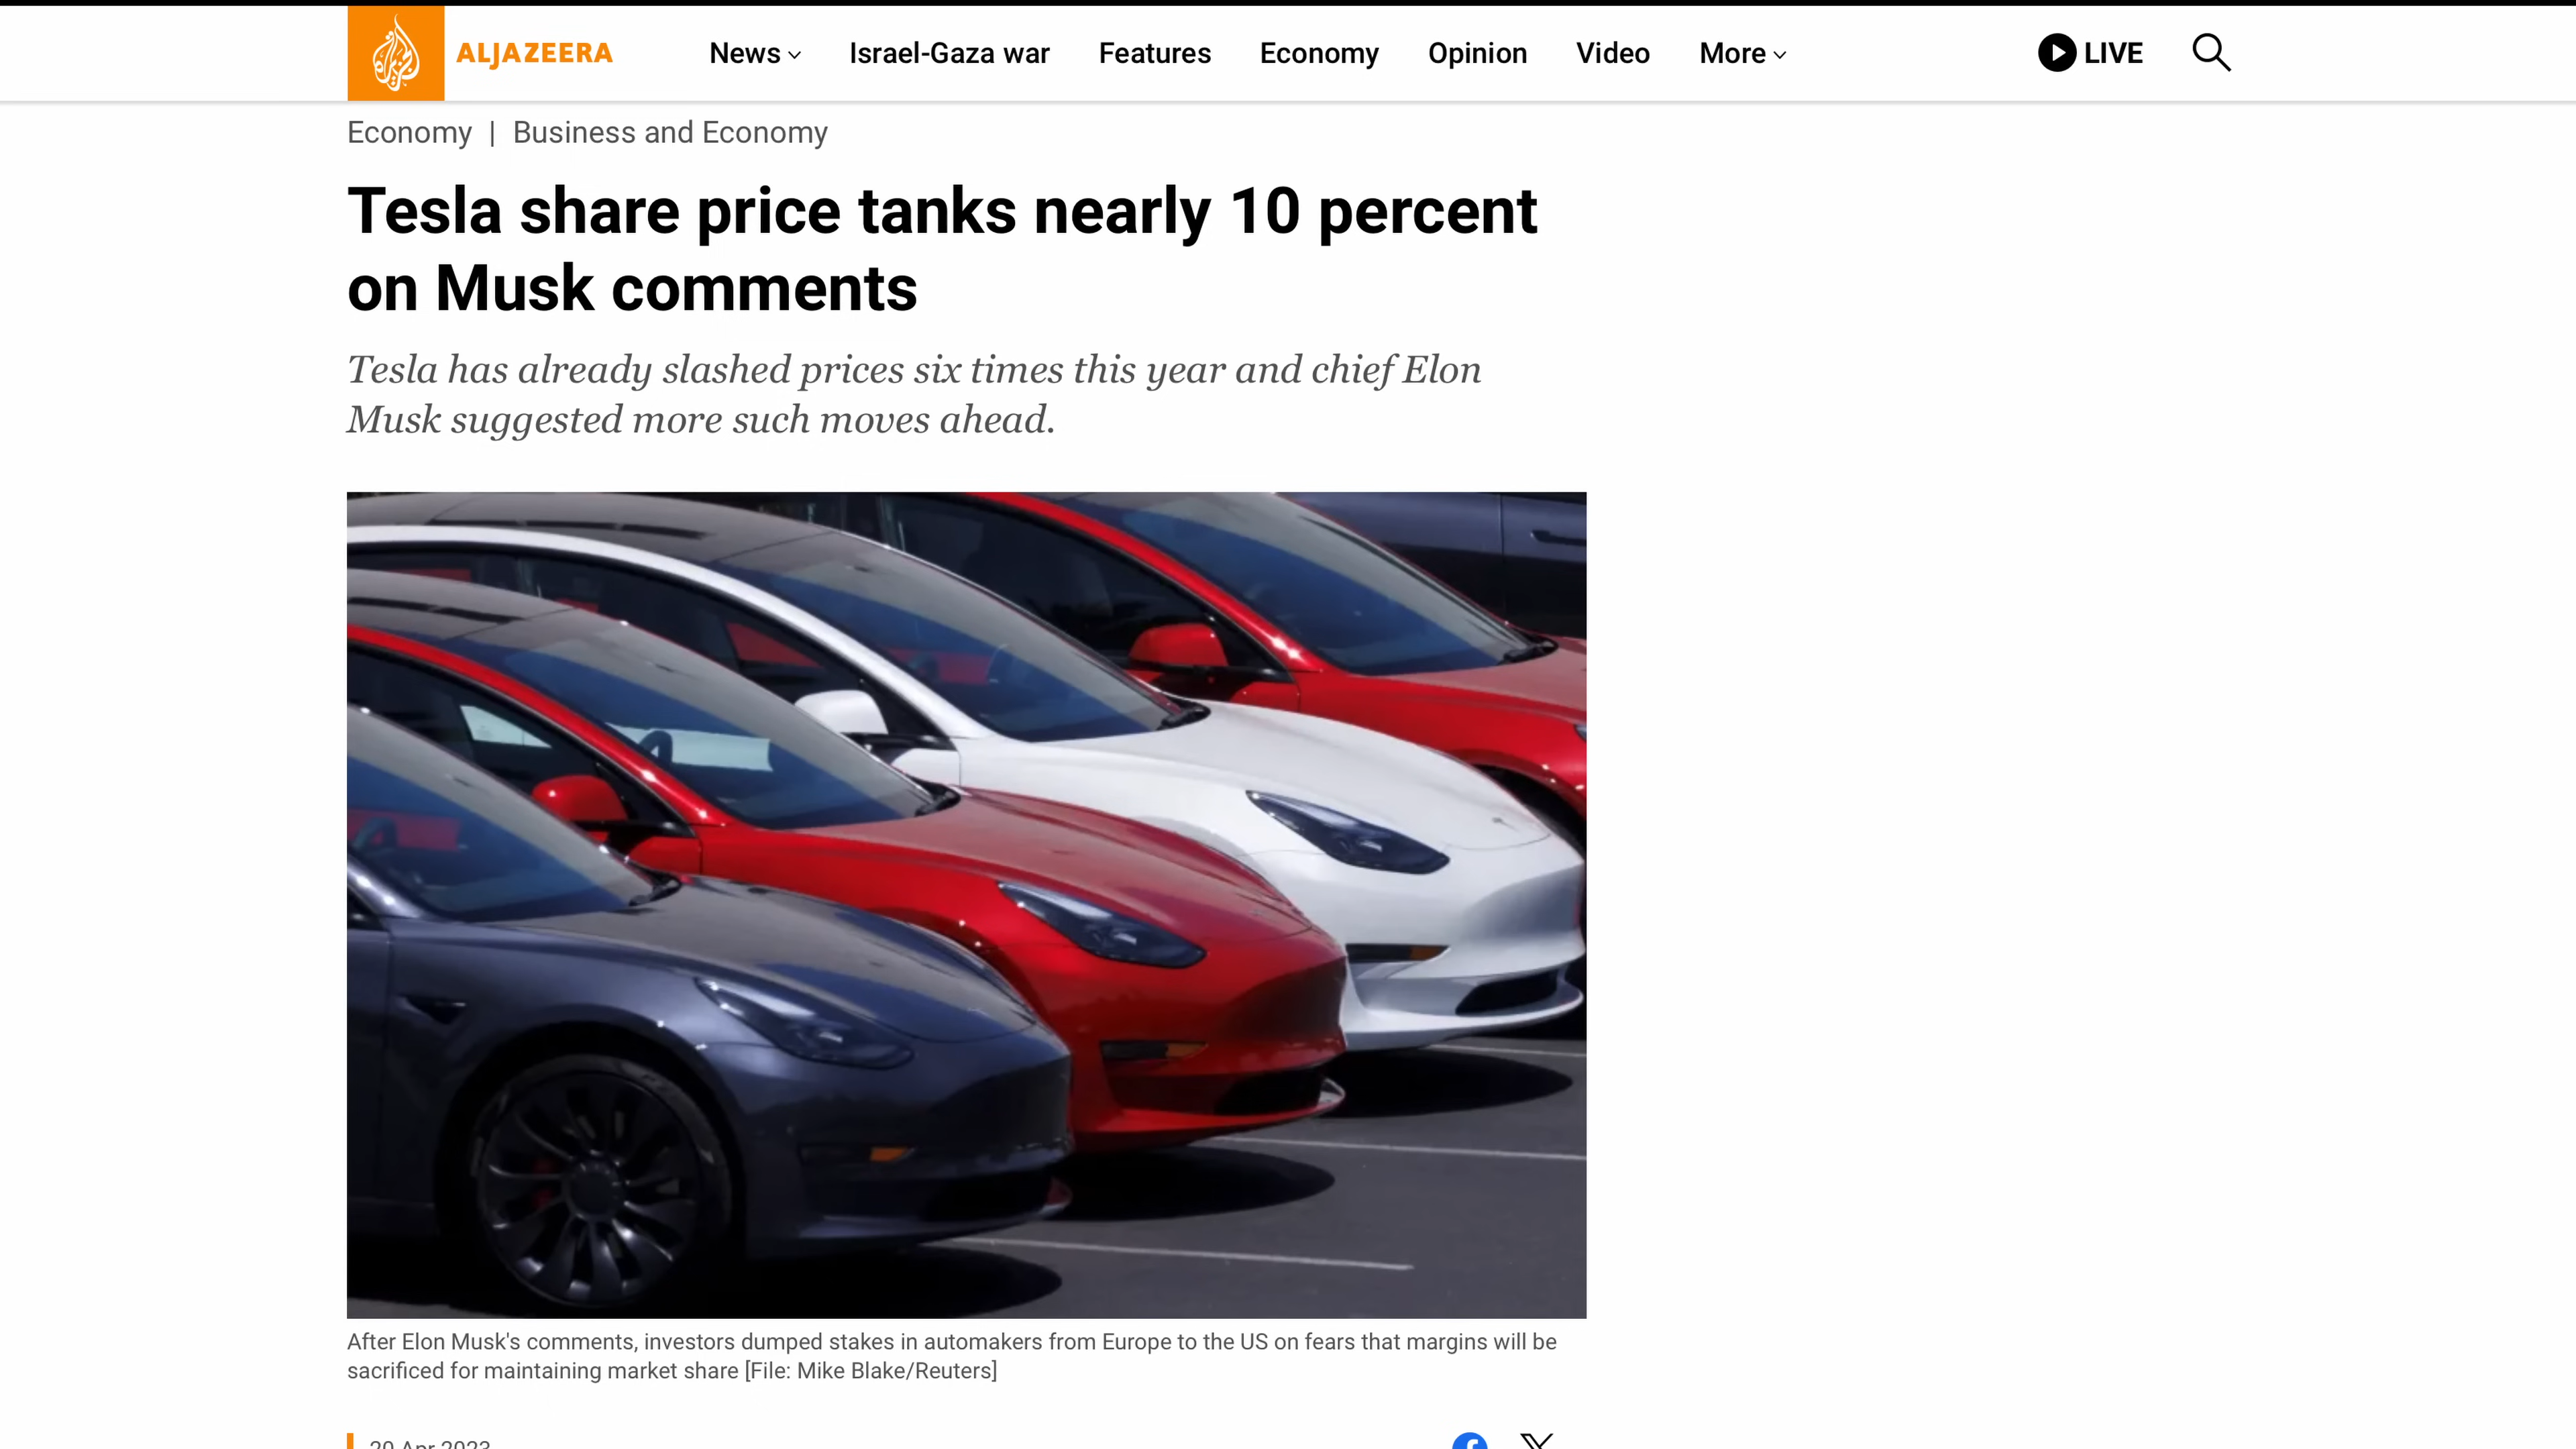 ALJAZEERA
News
Israel-Gaza war
Features
Economy
Opinion
Video
More
LIVE
Economy | Business and Economy
Tesla share price tanks nearly 10 percent
on Musk comments
Tesla has already slashed prices six times this year and chief Elon
Musk suggested more such moves ahead.
After Elon Musk's comments, investors dumped stakes in automakers from Europe to the US on fears that margins will be
sacrificed for maintaining market share [File: Mike Blake/Reuters]
20 Apr 2023